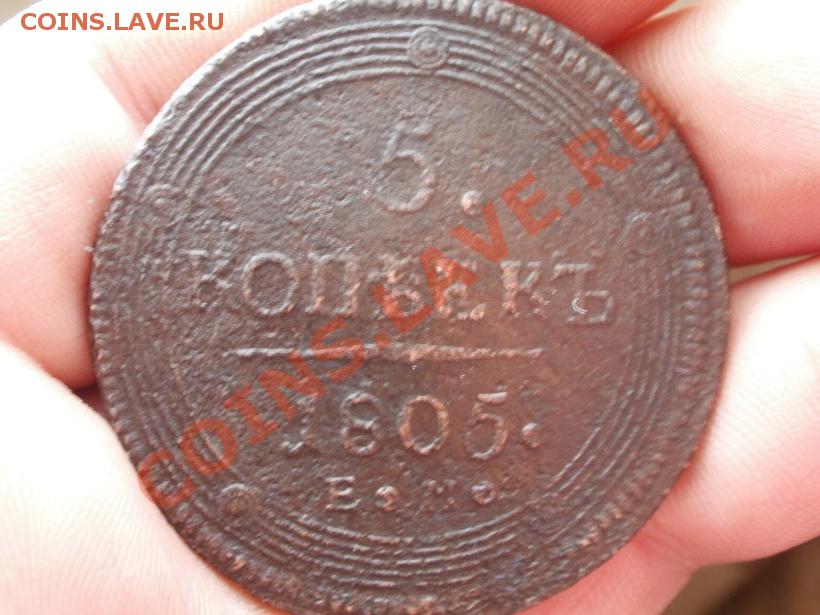 COINS.LAVE.RU
5.
КОПѢЕКЪ
1805.
Е.М.
COINS.LAVE.RU